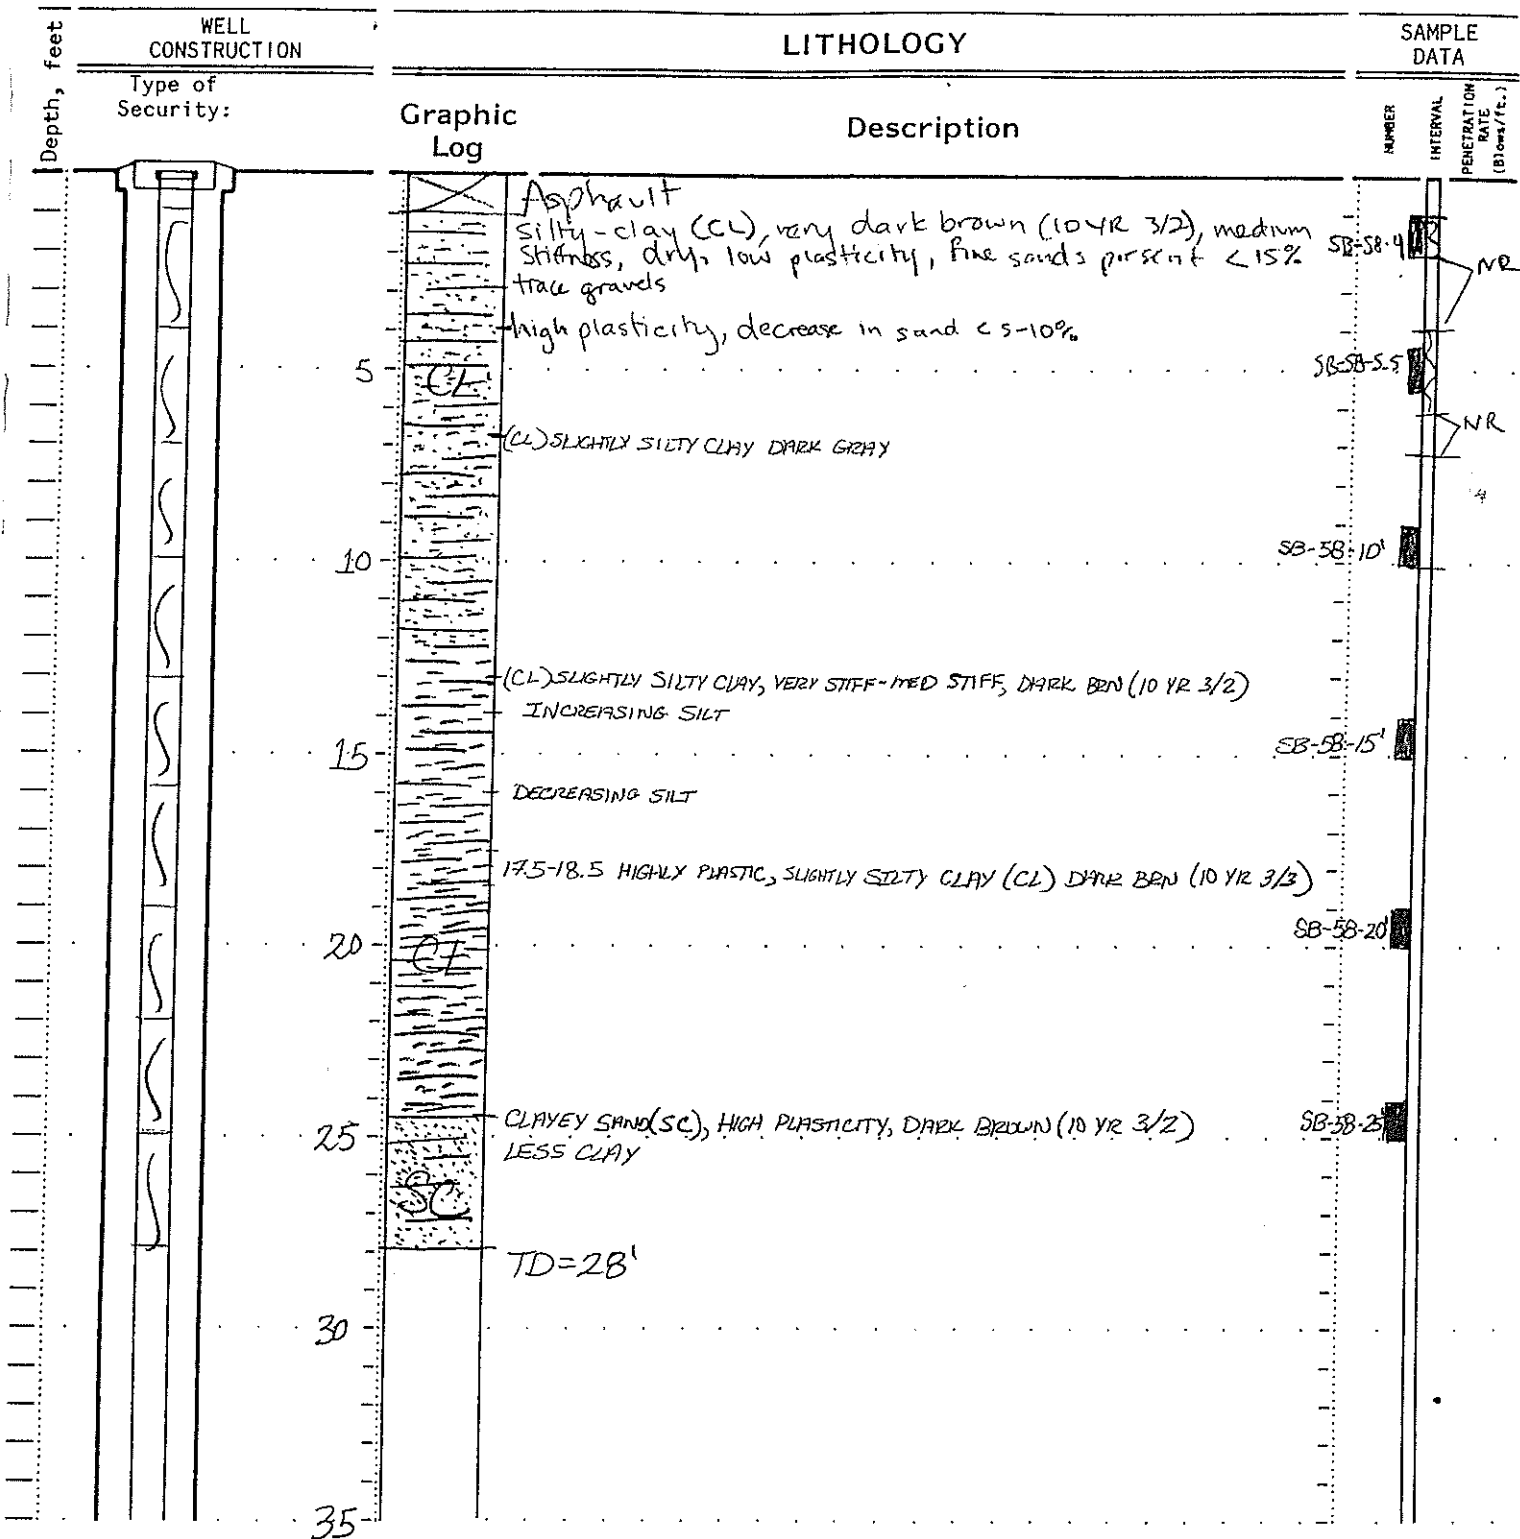 Depth, feet
WELL
CONSTRUCTION
LITHOLOGY
SAMPLE
DATA
Type of
Security:
Graphic
Log
Description
NUMBER
INTERVAL
PENETRATION
RATE
(Blows/ft.)
Asphault
silty-clay (CL), very dark brown (10 YR 3/2), medium
stiffness, dry, low plasticity, fine sands present <15%
trace gravels
SB-58-4
NR
high plasticity, decrease in sand <5-10%
5
CL
SB-58-5.5
(CL) SLIGHTLY SILTY CLAY DARK GRAY
NR
10
SB-58-10'
(CL) SLIGHTLY SILTY CLAY, VERY STIFF-MED STIFF, DARK BRN (10 YR 3/2)
INCREASING SILT
15
SB-58-15'
DECREASING SILT
17.5-18.5 HIGHLY PLASTIC, SLIGHTLY SILTY CLAY (CL) DARK BRN (10 YR 3/3)
20
CL
SB-58-20'
CLAYEY SAND (SC), HIGH PLASTICITY, DARK BROWN (10 YR 3/2)
25
SB-58-25'
LESS CLAY
SC
TD=28'
30
35